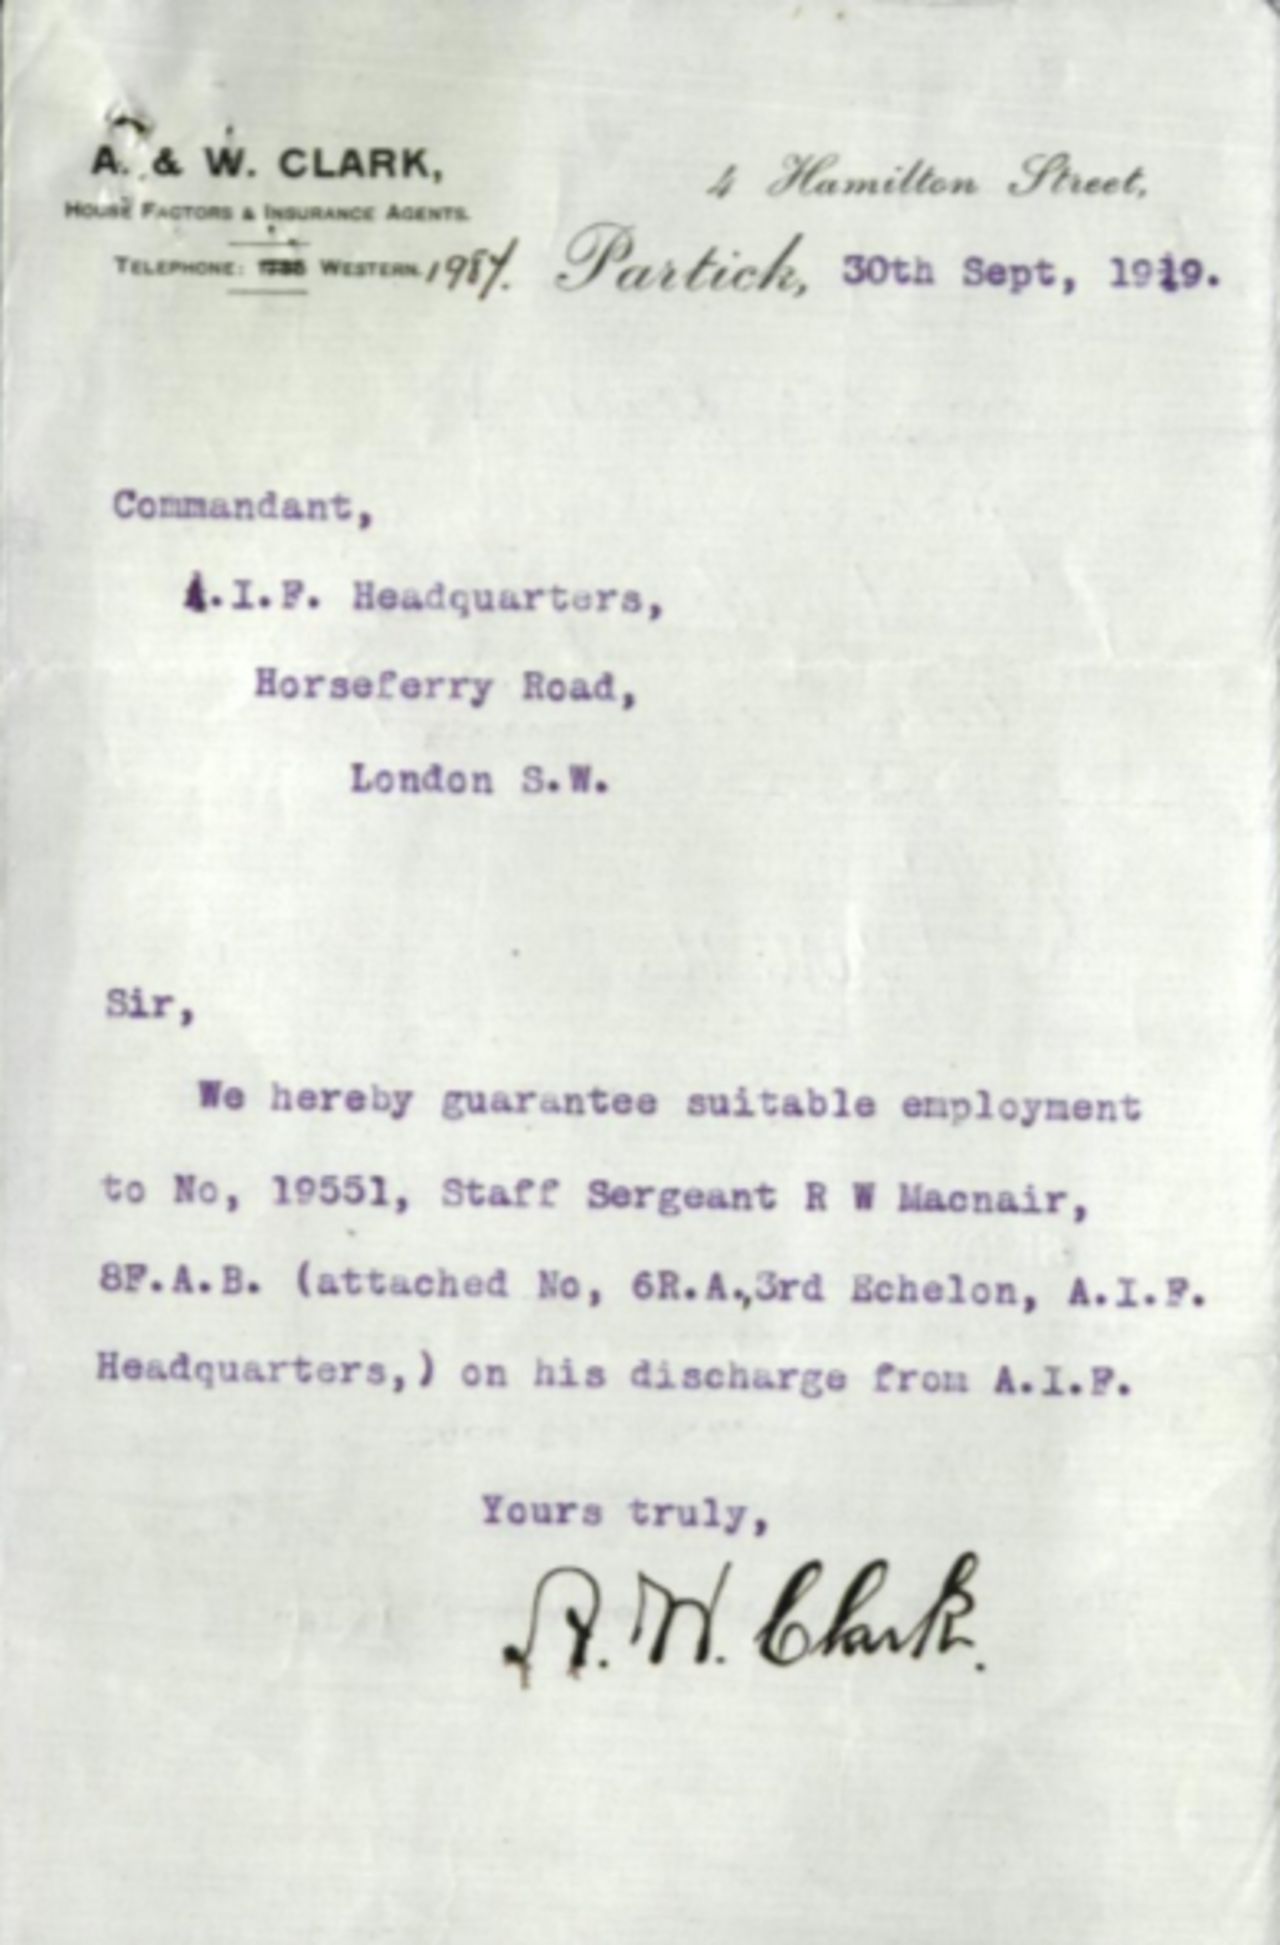 A. & W. CLARK,
HOUSE FACTORS & INSURANCE AGENTS.
TELEPHONE: WESTERN. 1987.
4 Hamilton Street,
Partick, 30th Sept, 1919.
Commandant,
A.I.F. Headquarters,
Horseferry Road,
London S.W.
Sir,
We hereby guarantee suitable employment
to No, 19551, Staff Sergeant R W Macnair,
8F.A.B. (attached No, 6R.A.,3rd Echelon, A.I.F.
Headquarters,) on his discharge from A.I.F.
Yours truly,
A. W. Clark.